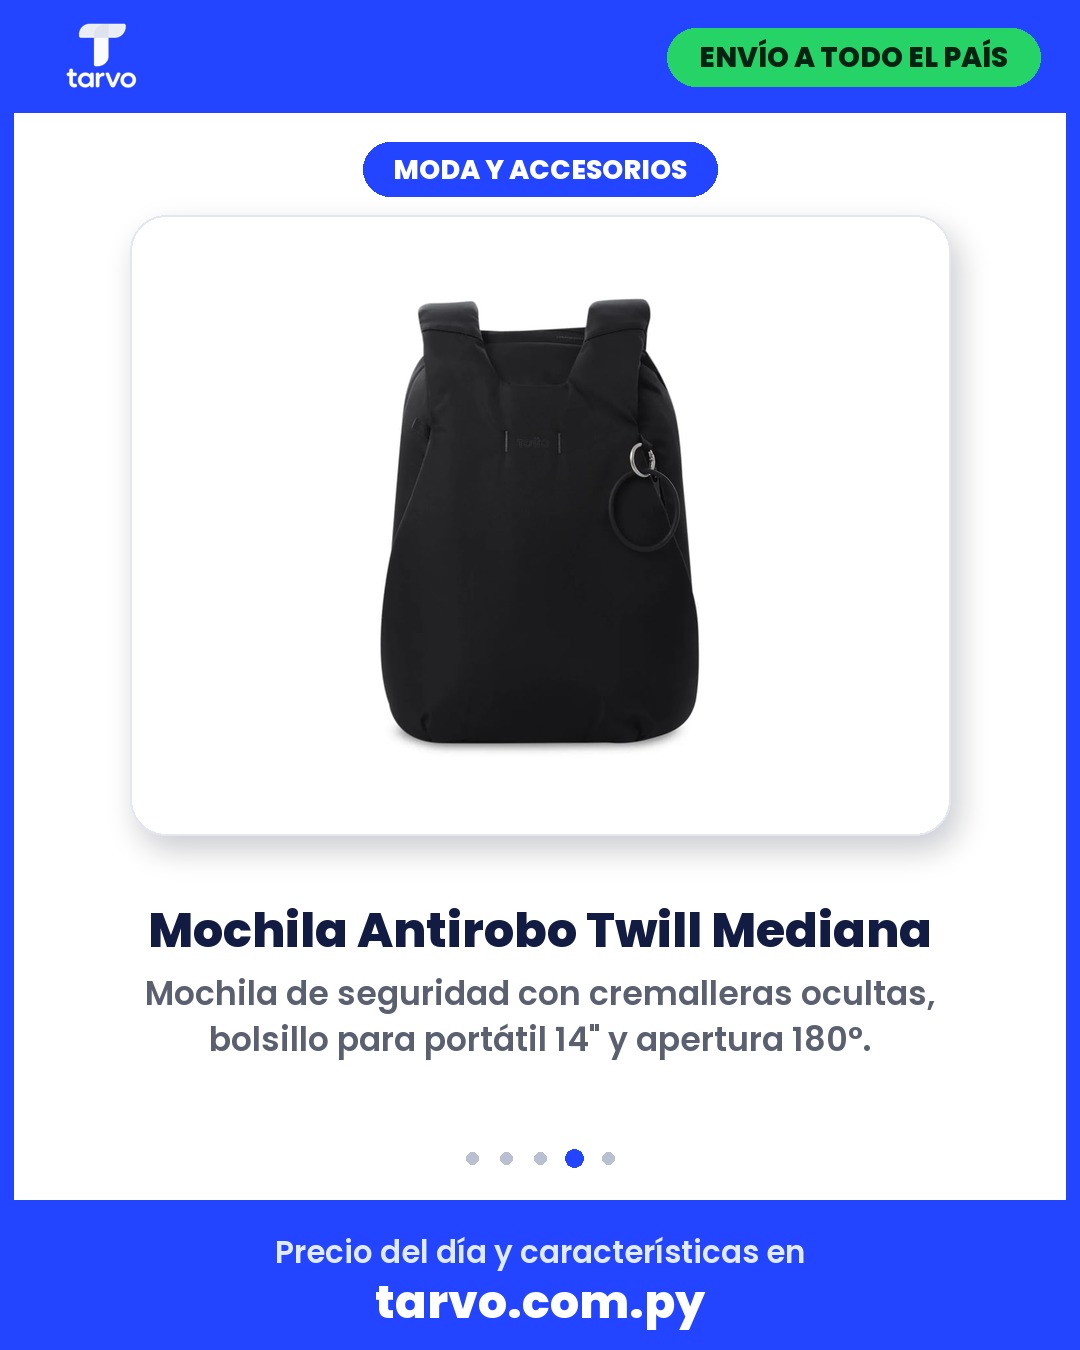 tarvo
ENVÍO A TODO EL PAÍS
MODA Y ACCESORIOS
Mochila Antirobo Twill Mediana
Mochila de seguridad con cremalleras ocultas,
bolsillo para portátil 14" y apertura 180°.
Precio del día y características en
tarvo.com.py